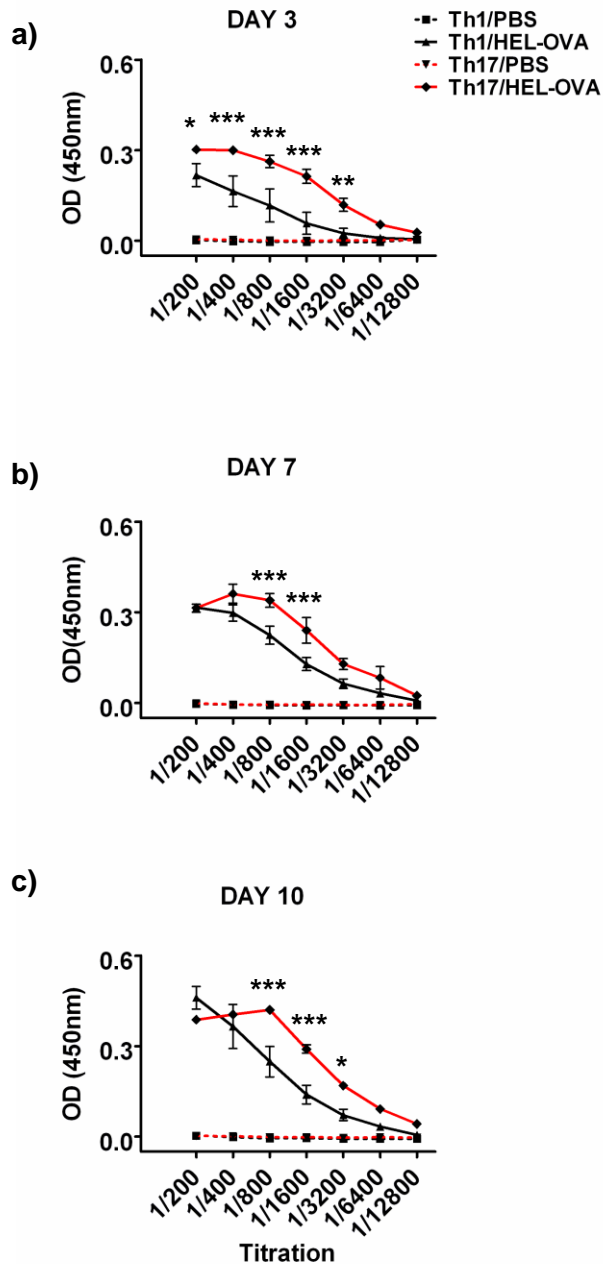 a)
DAY 3
Th1/PBS
Th1/HEL-OVA
Th17/PBS
Th17/HEL-OVA
OD (450nm)
0.6
0.3
0.0
* *** *** *** **
1/200 1/400 1/800 1/1600 1/3200 1/6400 1/12800
b)
DAY 7
OD(450nm)
0.6
0.3
0.0
*** ***
1/200 1/400 1/800 1/1600 1/3200 1/6400 1/12800
c)
DAY 10
OD (450nm)
0.6
0.3
0.0
*** *** *
1/200 1/400 1/800 1/1600 1/3200 1/6400 1/12800
Titration